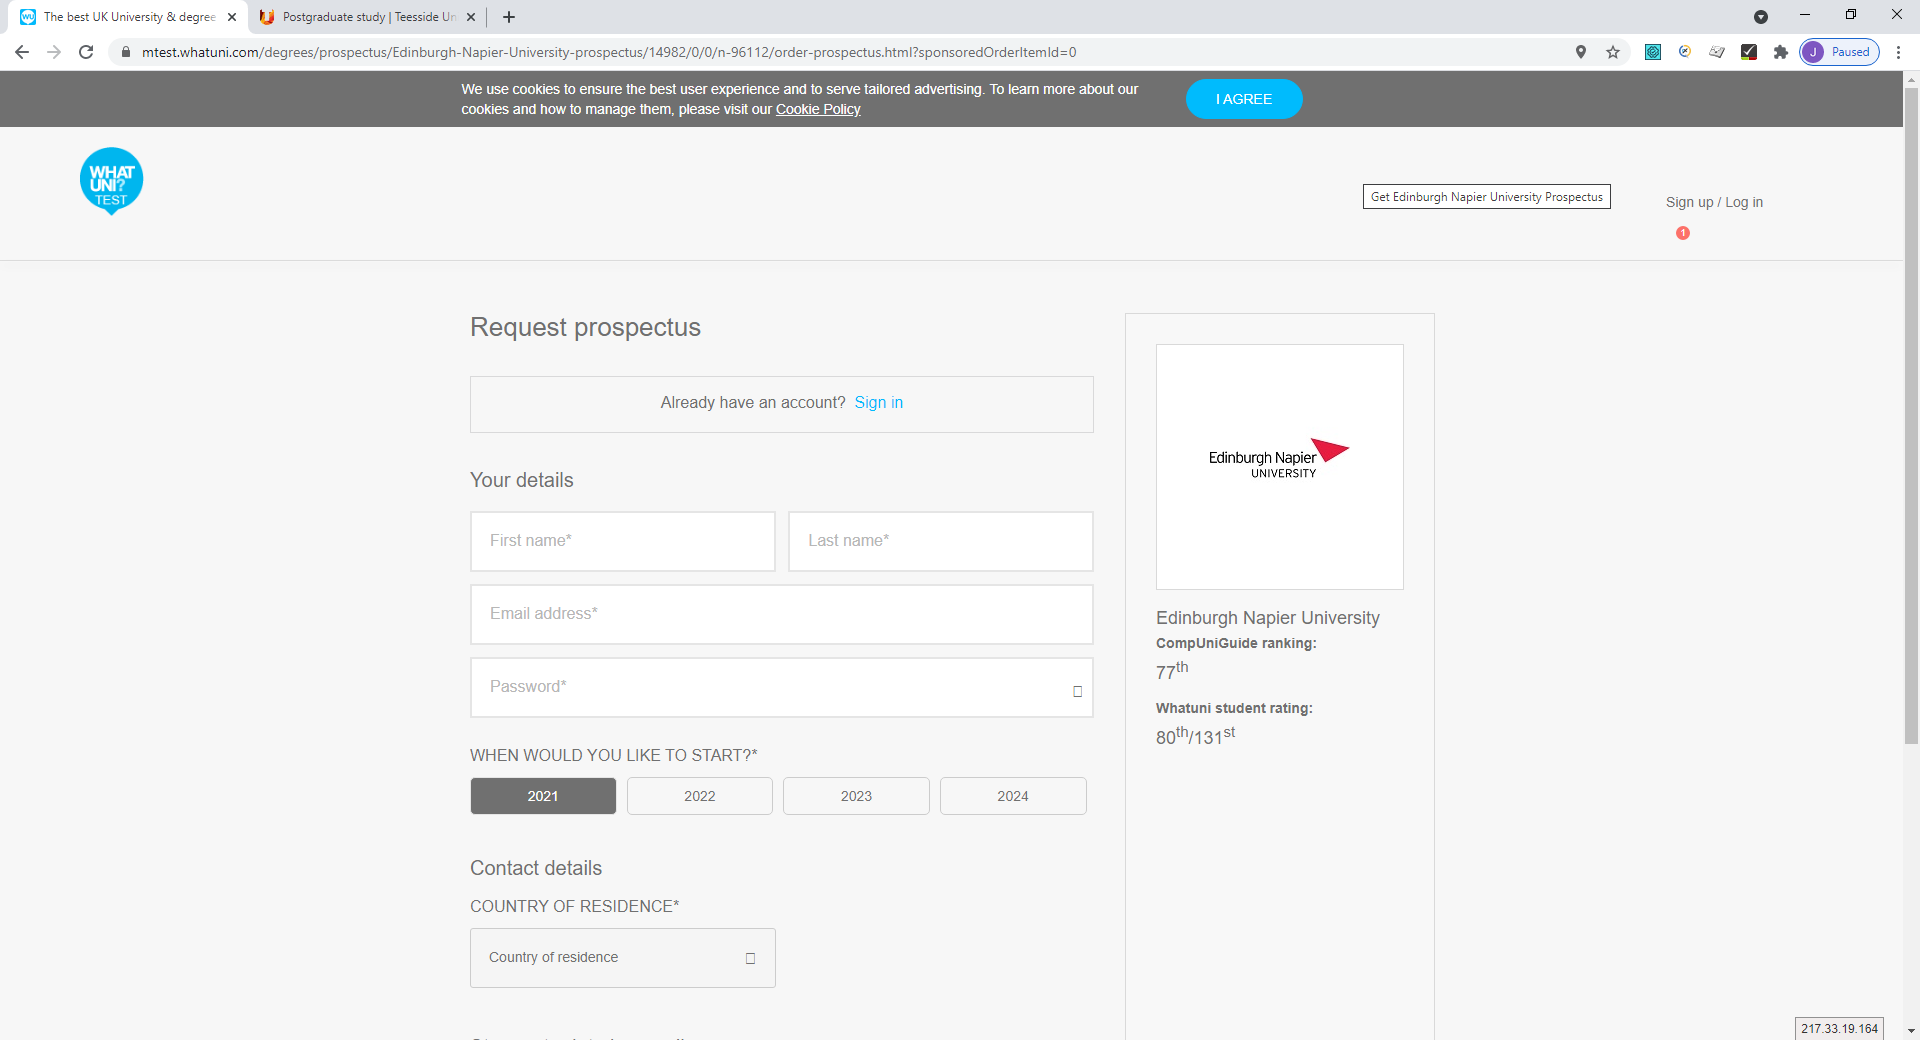 The best UK University & degree
Postgraduate study | Teesside Un
mtest.whatuni.com/degrees/prospectus/Edinburgh-Napier-University-prospectus/14982/0/0/n-96112/order-prospectus.html?sponsoredOrderItemId=0
J Paused
We use cookies to ensure the best user experience and to serve tailored advertising. To learn more about our
cookies and how to manage them, please visit our Cookie Policy
I AGREE
WHAT
UNI?
TEST
Get Edinburgh Napier University Prospectus
Sign up / Log in
1
Request prospectus
Already have an account? Sign in
Your details
First name*
Last name*
Email address*
Password*
WHEN WOULD YOU LIKE TO START?*
2021
2022
2023
2024
Contact details
COUNTRY OF RESIDENCE*
Country of residence
Edinburgh Napier
UNIVERSITY
Edinburgh Napier University
CompUniGuide ranking:
77th
Whatuni student rating:
80th/131st
217.33.19.164